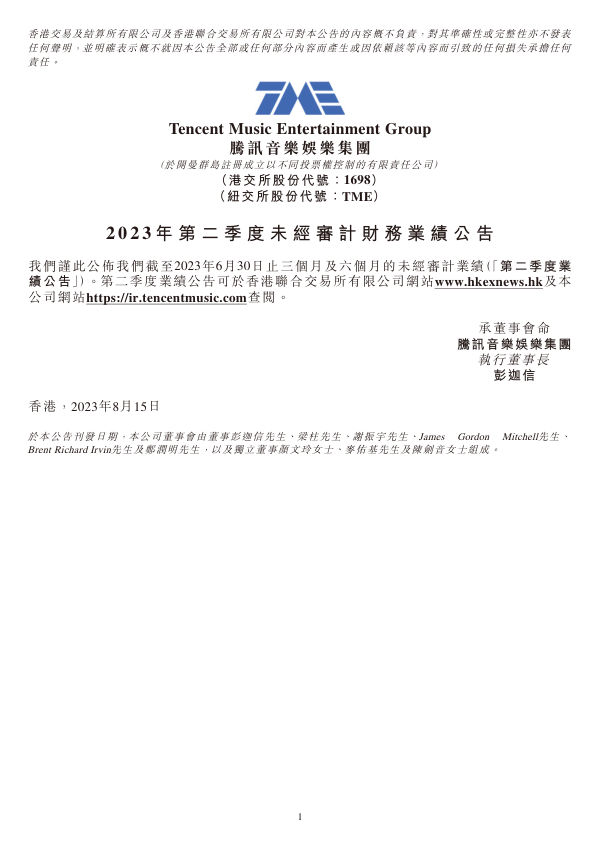 香港交易及結算所有限公司及香港聯合交易所有限公司對本公告的內容概不負責，對其準確性或完整性亦不發表
任何聲明，並明確表示概不就因本公告全部或任何部分內容而產生或因依賴該等內容而引致的任何損失承擔任何
責任。
TME
Tencent Music Entertainment Group
騰訊音樂娛樂集團
（於開曼群島註冊成立以不同投票權控制的有限責任公司）
（港交所股份代號：1698）
（紐交所股份代號：TME）
2023年第二季度未經審計財務業績公告
我們謹此公佈我們截至2023年6月30日止三個月及六個月的未經審計業績（「第二季度業
績公告」）。第二季度業績公告可於香港聯合交易所有限公司網站www.hkexnews.hk及本
公司網站https://ir.tencentmusic.com查閱。
承董事會命
騰訊音樂娛樂集團
執行董事長
彭迦信
香港，2023年8月15日
於本公告刊發日期，本公司董事會由董事彭迦信先生、梁柱先生、謝振宇先生、James Gordon Mitchell先生、
Brent Richard Irvin先生及鄭潤明先生，以及獨立董事顏文玲女士、麥佑基先生及陳劍音女士組成。
1